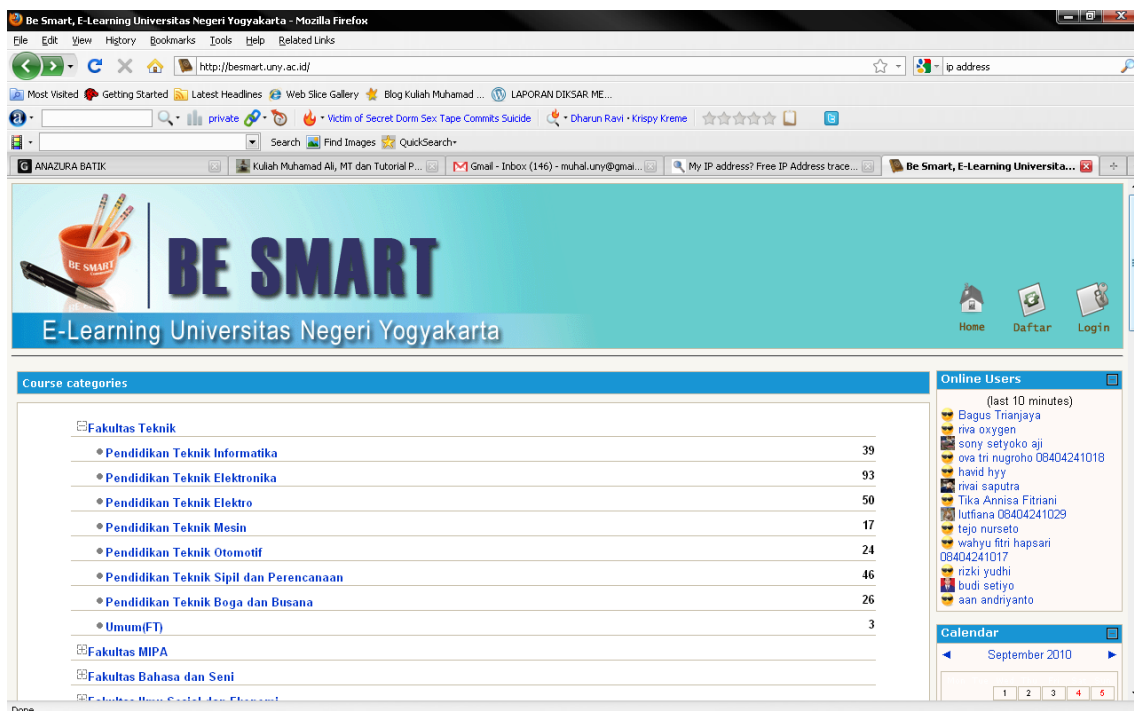 Be Smart, E-Learning Universitas Negeri Yogyakarta - Mozilla Firefox
File Edit View History Bookmarks Tools Help Related Links
http://besmart.uny.ac.id/ ip address
Most Visited Getting Started Latest Headlines Web Slice Gallery Blog Kuliah Muhamad ... LAPORAN DIKSAR ME...
private Victim of Secret Dorm Sex Tape Commits Suicide Dharun Ravi Krispy Kreme
Search Find Images QuickSearch
ANAZURA BATIK Kuliah Muhamad Ali, MT dan Tutorial P... Gmail - Inbox (146) - muhal.uny@gmai... My IP address? Free IP Address trace... Be Smart, E-Learning Universita...
BE SMART
BE SMART
E-Learning Universitas Negeri Yogyakarta
Home Daftar Login
Course categories
Fakultas Teknik
Pendidikan Teknik Informatika 39
Pendidikan Teknik Elektronika 93
Pendidikan Teknik Elektro 50
Pendidikan Teknik Mesin 17
Pendidikan Teknik Otomotif 24
Pendidikan Teknik Sipil dan Perencanaan 46
Pendidikan Teknik Boga dan Busana 26
Umum(FT) 3
Fakultas MIPA
Fakultas Bahasa dan Seni
Fakultas Ilmu Sosial dan Ekonomi
Online Users
(last 10 minutes)
Bagus Trianjaya
riva oxygen
sony setyoko aji
ova tri nugroho 08404241018
havid hyy
rivai saputra
Tika Annisa Fitriani
lutfiana 08404241029
tejo nurseto
wahyu fitri hapsari
08404241017
rizki yudhi
budi setiyo
aan andriyanto
Calendar
September 2010
1 2 3 4 5
Done